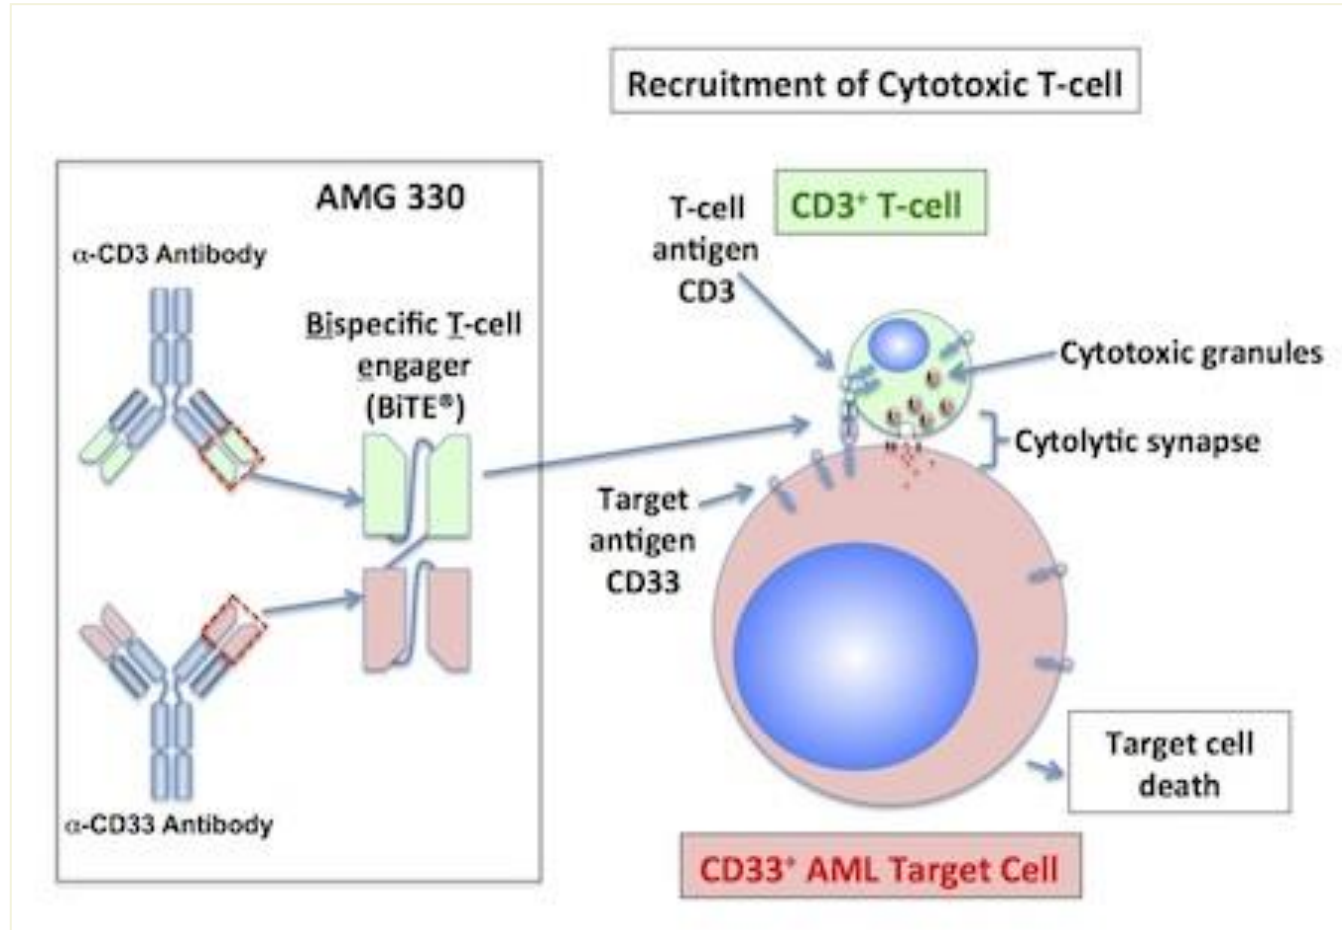 Recruitment of Cytotoxic T-cell
AMG 330
α-CD3 Antibody
Bispecific T-cell
engager
(BiTE®)
α-CD33 Antibody
T-cell
antigen
CD3
CD3⁺ T-cell
Cytotoxic granules
Cytolytic synapse
Target
antigen
CD33
Target cell
death
CD33⁺ AML Target Cell